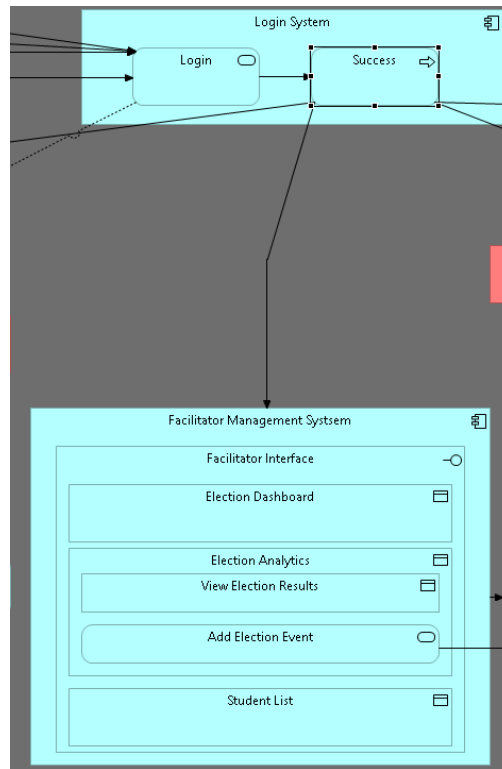 Login System
Login
Success
Facilitator Management Systsem
Facilitator Interface
Election Dashboard
Election Analytics
View Election Results
Add Election Event
Student List